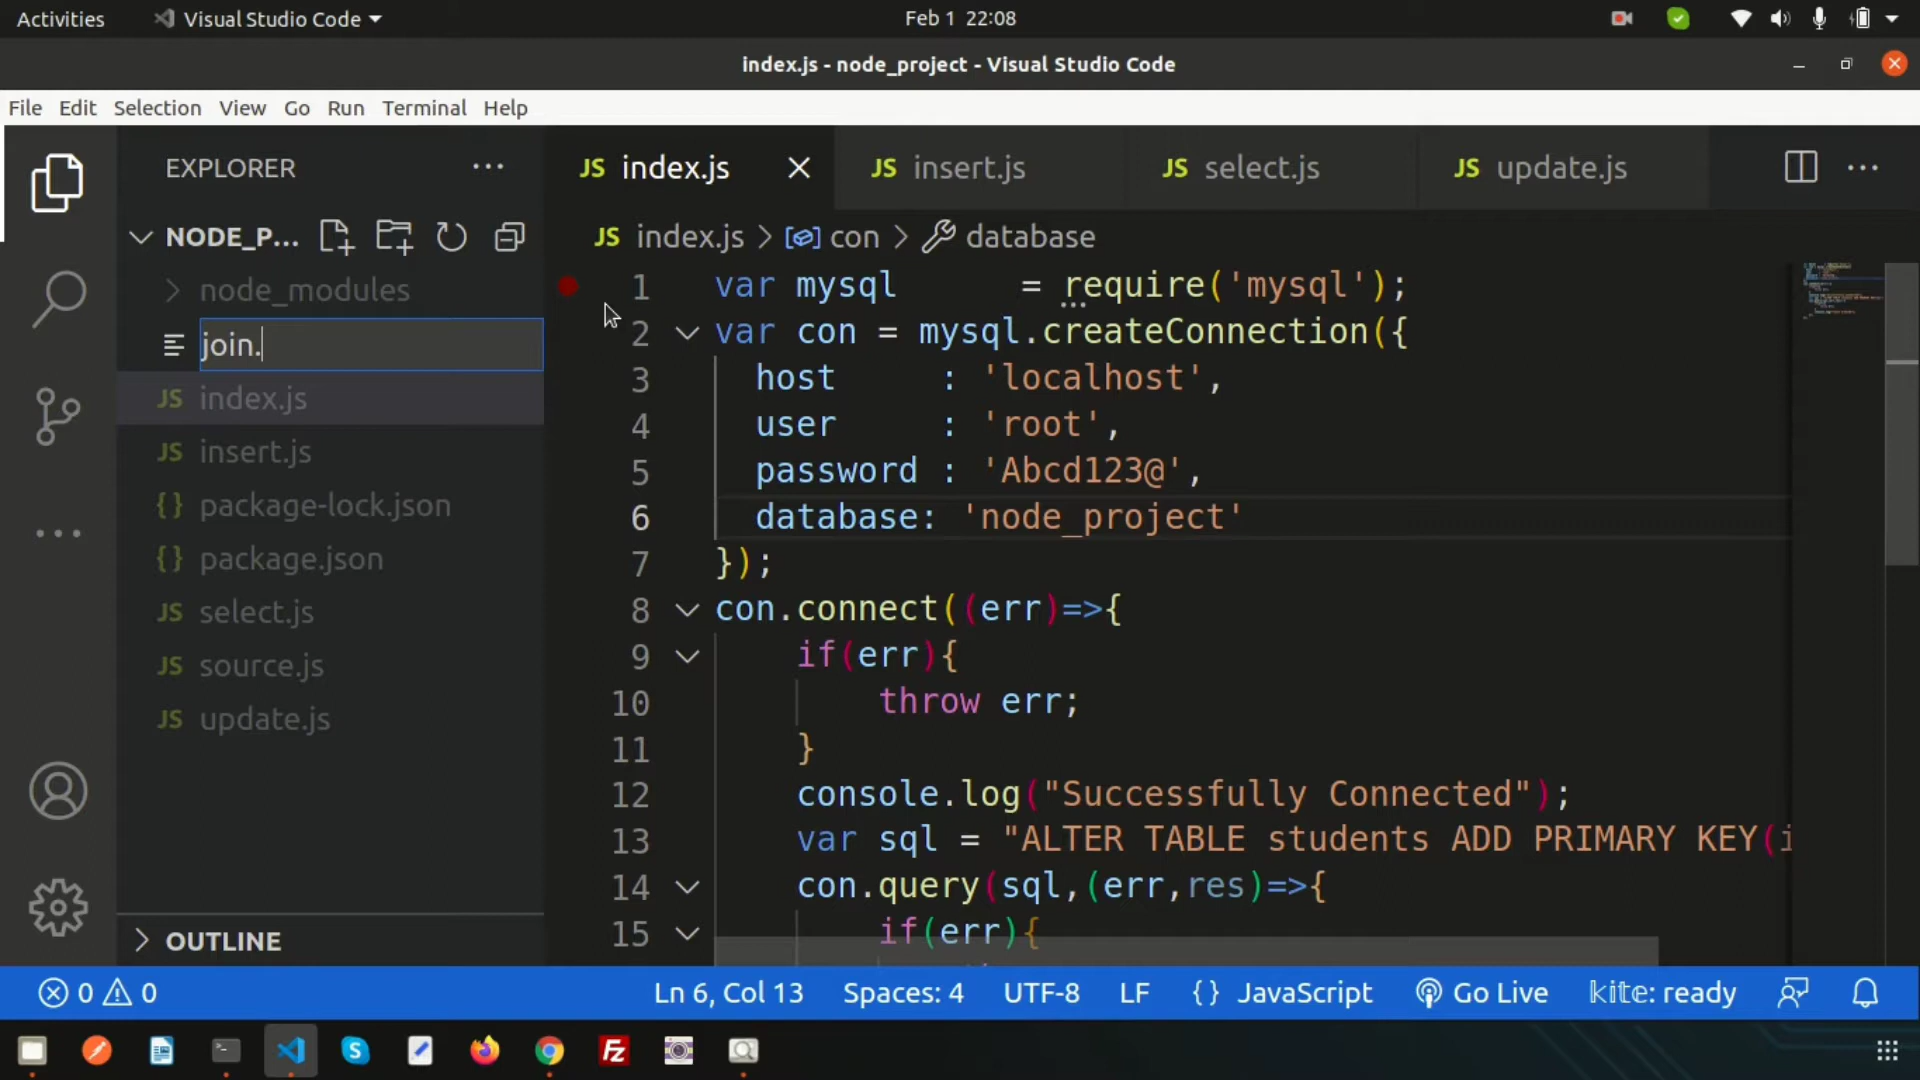 Activities
Visual Studio Code
Feb 1 22:08
index.js - node_project - Visual Studio Code
File Edit Selection View Go Run Terminal Help
EXPLORER
JS index.js
JS insert.js
JS select.js
JS update.js
NODE_P...
JS index.js > con > database
node_modules
join.
JS index.js
JS insert.js
{} package-lock.json
{} package.json
JS select.js
JS source.js
JS update.js
OUTLINE
1 var mysql = require('mysql');
2 var con = mysql.createConnection({
3 host : 'localhost',
4 user : 'root',
5 password : 'Abcd123@',
6 database: 'node_project'
7 });
8 con.connect((err)=>{
9 if(err){
10 throw err;
11 }
12 console.log("Successfully Connected");
13 var sql = "ALTER TABLE students ADD PRIMARY KEY(i
14 con.query(sql,(err,res)=>{
15 if(err){
0 0
Ln 6, Col 13
Spaces: 4
UTF-8
LF
{} JavaScript
Go Live
kite: ready